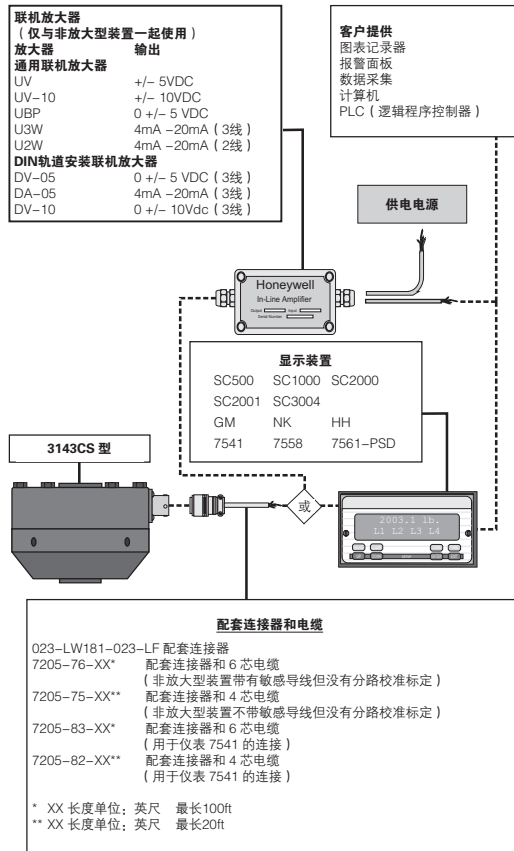 联机放大器
（仅与非放大型装置一起使用）
放大器 输出
通用联机放大器
UV +/– 5VDC
UV–10 +/– 10VDC
UBP 0 +/– 5 VDC
U3W 4mA –20mA（3线）
U2W 4mA –20mA（2线）
DIN轨道安装联机放大器
DV–05 0 +/– 5 VDC（3线）
DA–05 4mA –20mA（3线）
DV–10 0 +/– 10Vdc（3线）
客户提供
图表记录器
报警面板
数据采集
计算机
PLC（逻辑程序控制器）
供电电源
Honeywell
In-Line Amplifier
Output Input
Serial Number
显示装置
SC500 SC1000 SC2000
SC2001 SC3004
GM NK HH
7541 7558 7561–PSD
3143CS 型
或
2003.1 lb.
L1 L2 L3 L4
配套连接器和电缆
023–LW181–023–LF 配套连接器
7205–76–XX* 配套连接器和 6 芯电缆
（非放大型装置带有敏感导线但没有分路校准标定）
7205–75–XX** 配套连接器和 4 芯电缆
（非放大型装置不带敏感导线但没有分路校准标定）
7205–83–XX* 配套连接器和 6 芯电缆
（用于仪表 7541 的连接）
7205–82–XX** 配套连接器和 4 芯电缆
（用于仪表 7541 的连接）
* XX 长度单位：英尺 最长100ft
** XX 长度单位：英尺 最长20ft